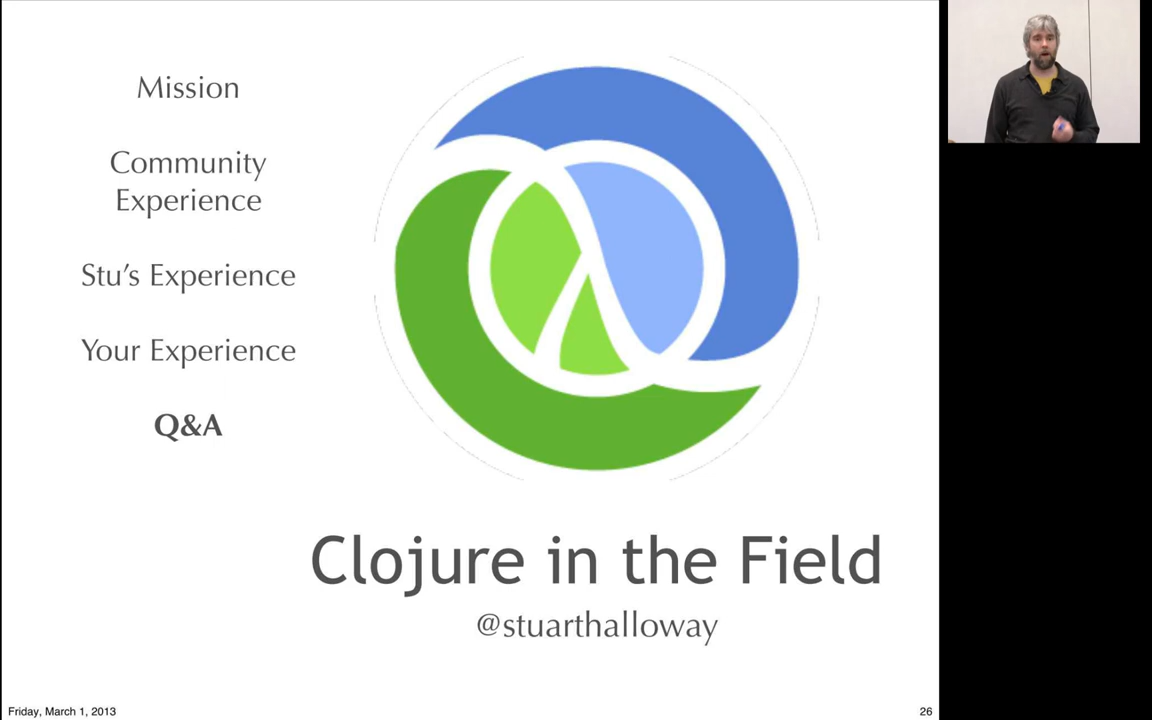 Mission
Community
Experience
Stu's Experience
Your Experience
Q&A
Clojure in the Field
@stuarthalloway
Friday, March 1, 2013
26